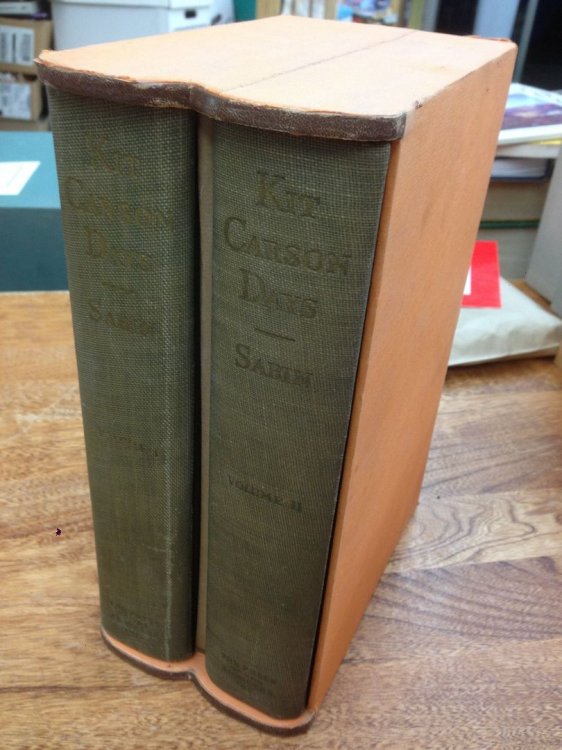 Kit
Carson
Days
Sabin
Kit
Carson
Days
Sabin
Volume II